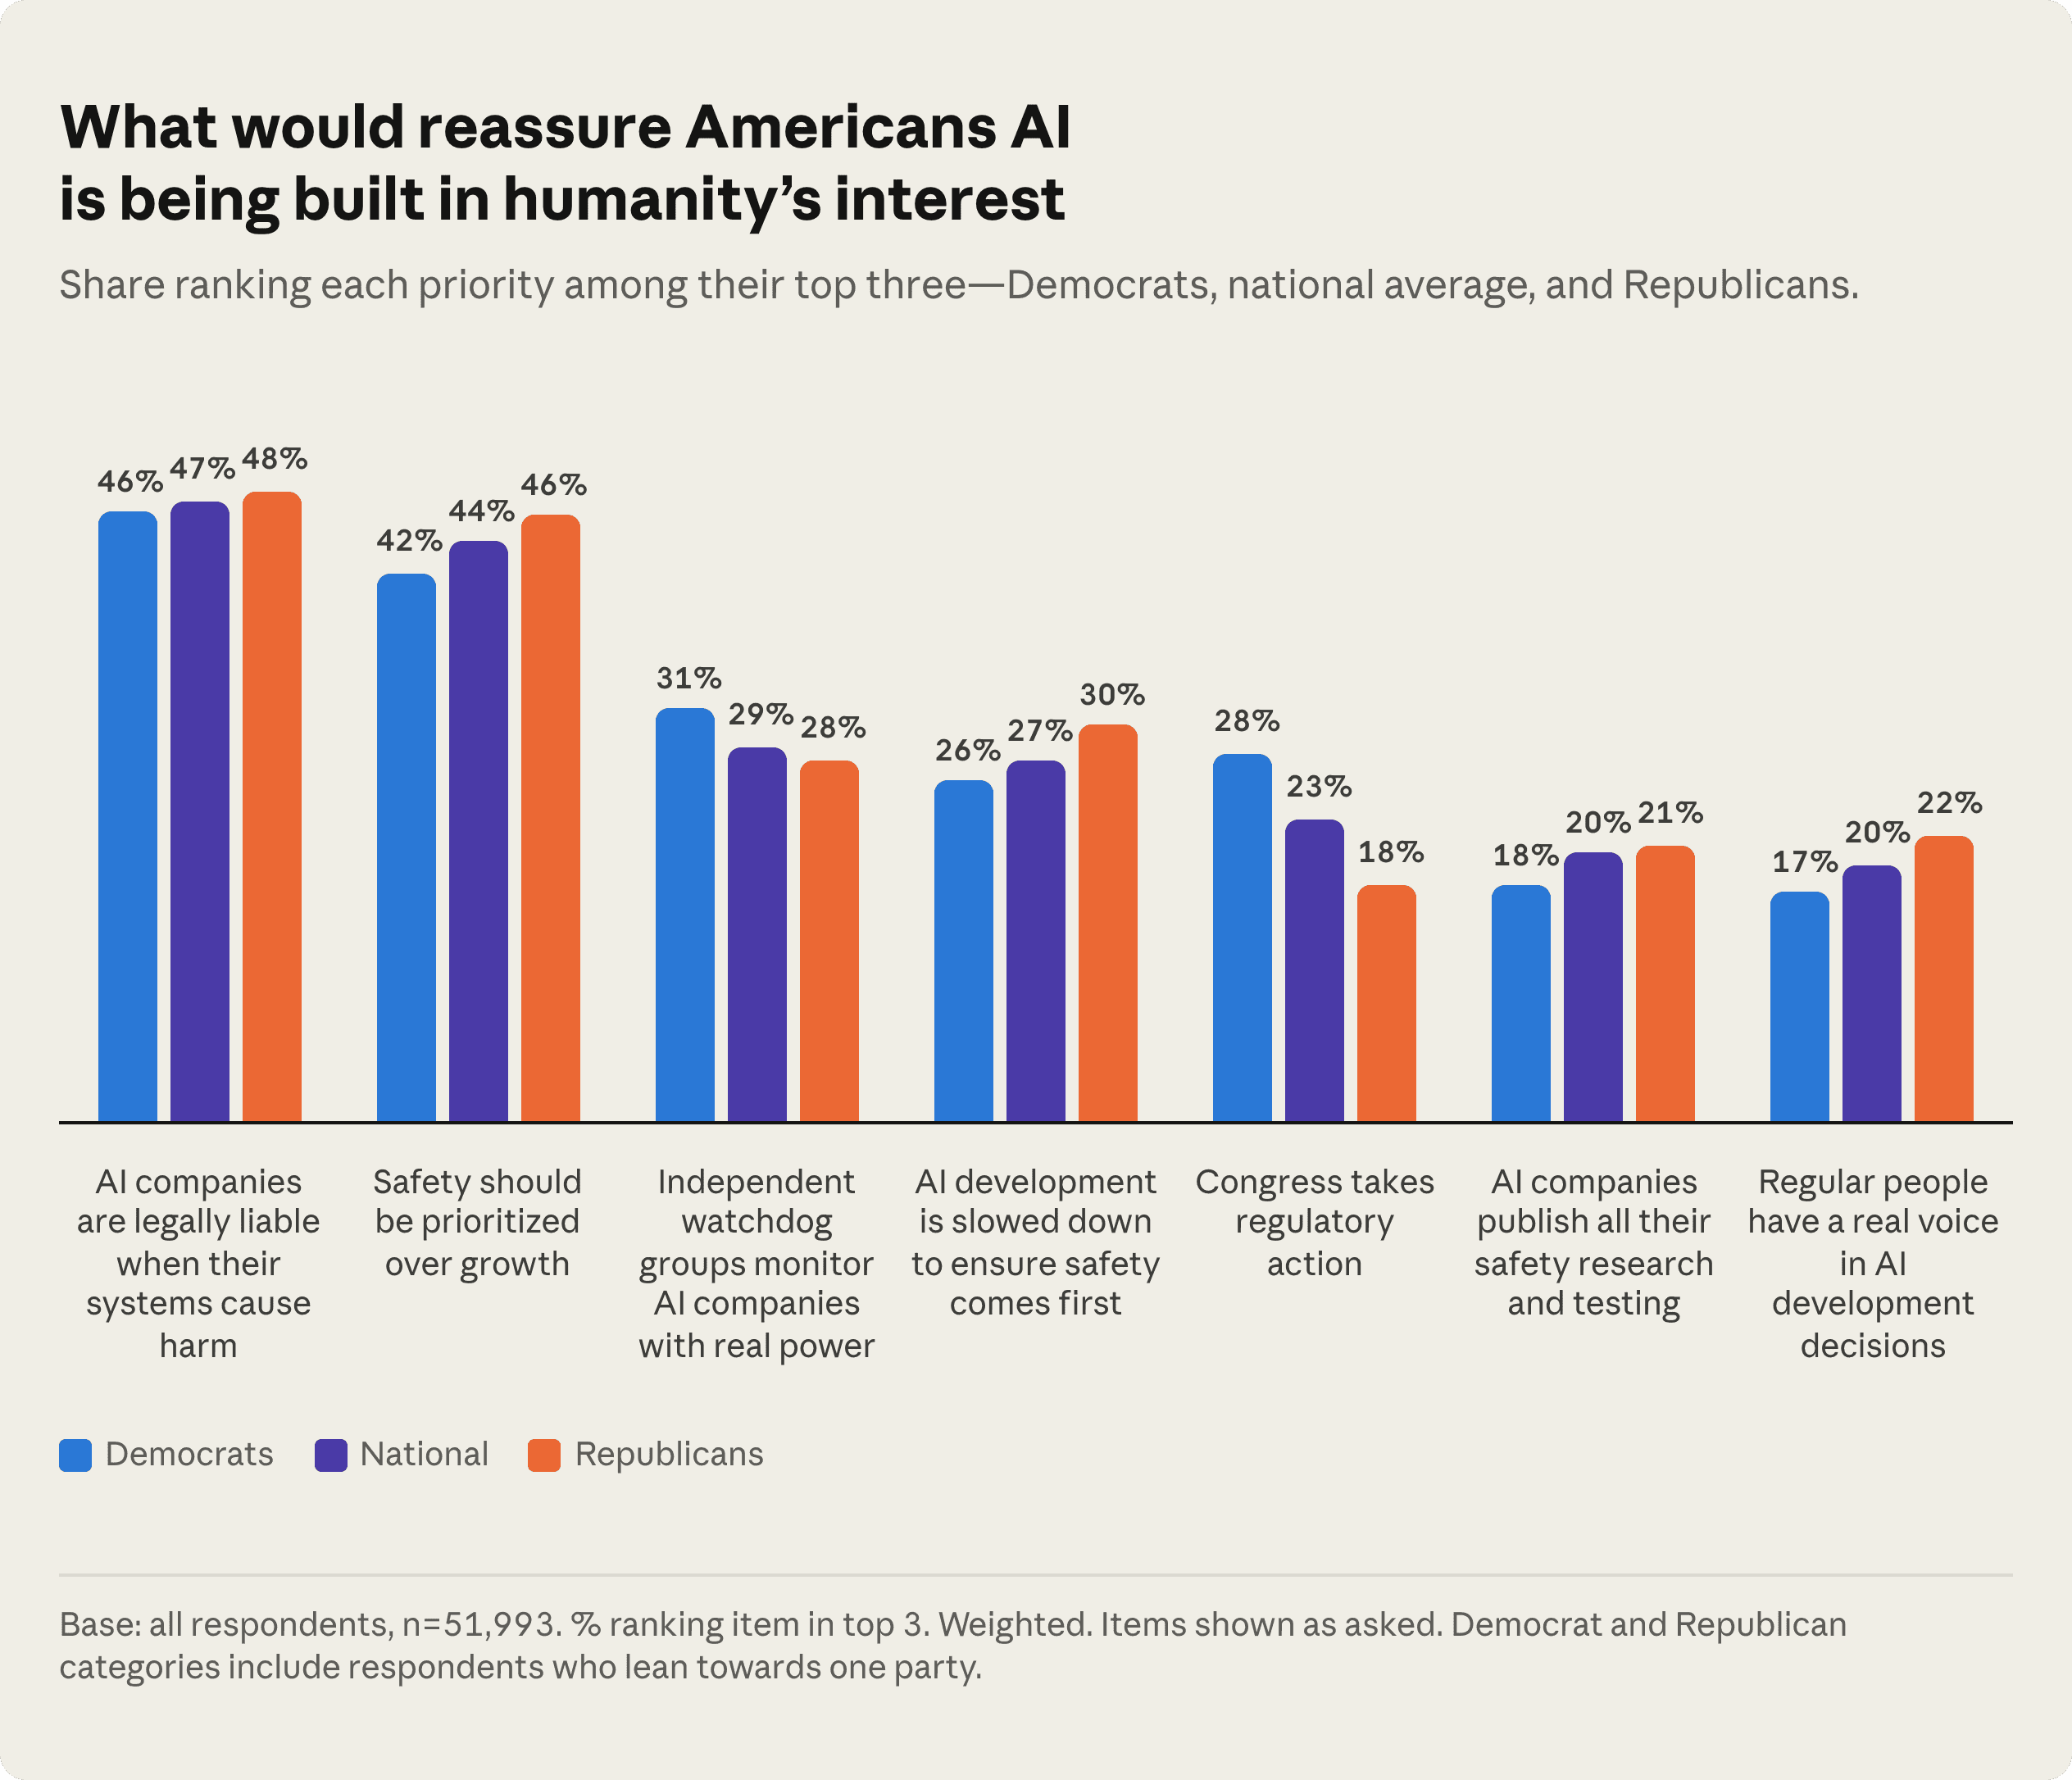 What would reassure Americans AI
is being built in humanity’s interest
Share ranking each priority among their top three—Democrats, national average, and Republicans.
46% 47% 48%
42% 44% 46%
31% 29% 28%
26% 27% 30%
28% 23% 18%
18% 20% 21%
17% 20% 22%
AI companies
are legally liable
when their
systems cause
harm
Safety should
be prioritized
over growth
Independent
watchdog
groups monitor
AI companies
with real power
AI development
is slowed down
to ensure safety
comes first
Congress takes
regulatory
action
AI companies
publish all their
safety research
and testing
Regular people
have a real voice
in AI
development
decisions
Democrats National Republicans
Base: all respondents, n=51,993. % ranking item in top 3. Weighted. Items shown as asked. Democrat and Republican
categories include respondents who lean towards one party.